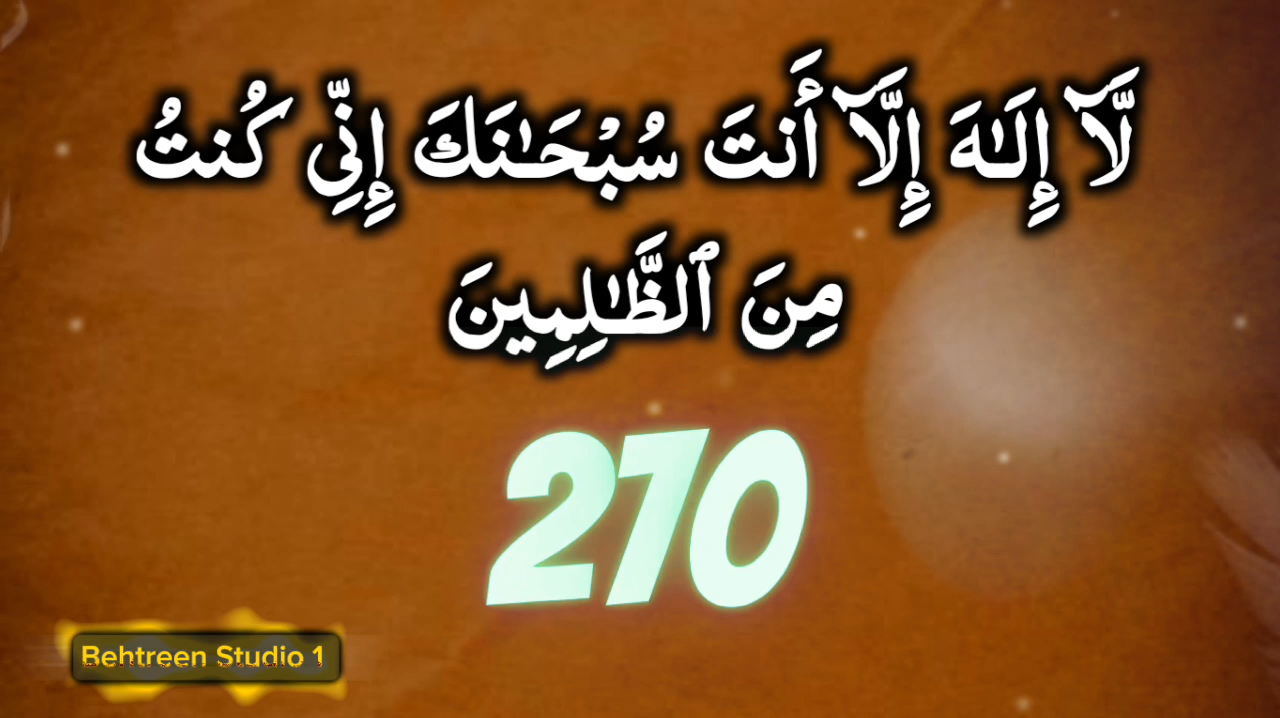 لَّآ إِلَـٰهَ إِلَّآ أَنتَ سُبْحَـٰنَكَ إِنِّي كُنتُ
مِنَ ٱلظَّـٰلِمِينَ
270
Behtreen Studio 1